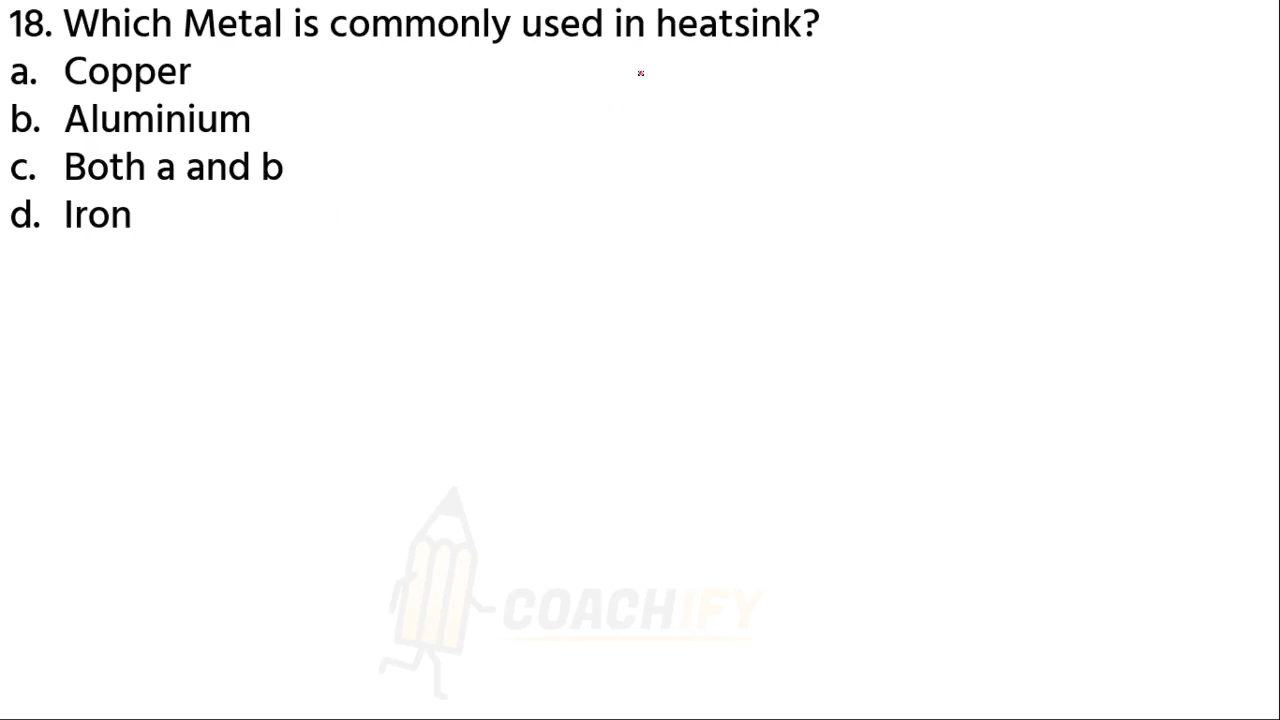 18. Which Metal is commonly used in heatsink?
a. Copper
b. Aluminium
c. Both a and b
d. Iron
COACHIFY